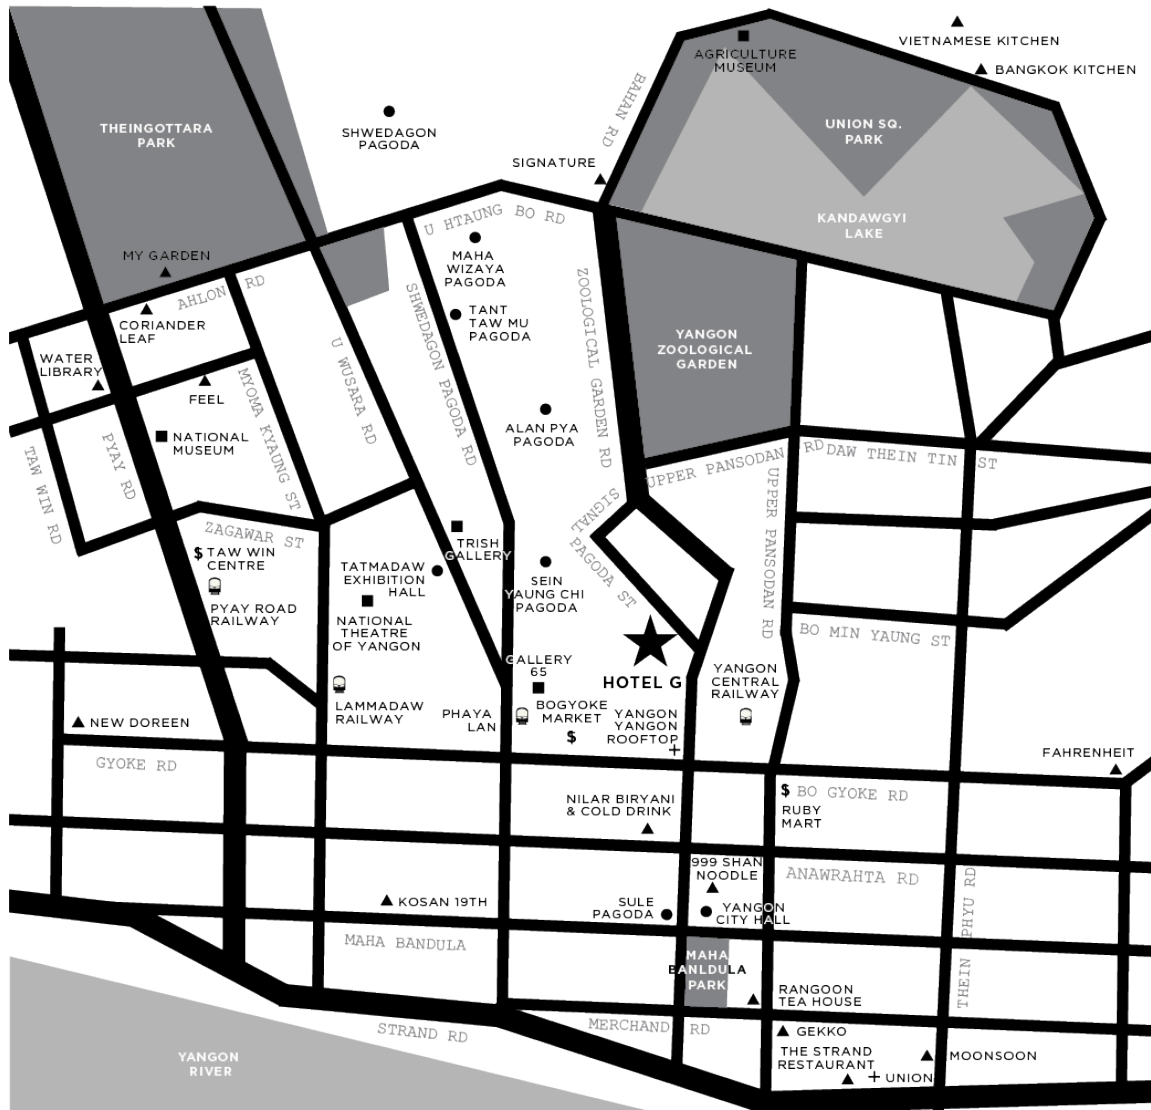 VIETNAMESE KITCHEN
AGRICULTURE
MUSEUM
BANGKOK KITCHEN
BAHAN RD
THEINGOTTARA
PARK
SHWEDAGON
PAGODA
UNION SQ.
PARK
SIGNATURE
U HTAUNG BO RD
KANDAWGYI
LAKE
MY GARDEN
AHLON RD
MAHA
WIZAYA
PAGODA
CORIANDER
LEAF
TANT
TAW MU
PAGODA
SHWEDAGON PAGODA RD
ZOOLOGICAL GARDEN RD
YANGON
ZOOLOGICAL
GARDEN
WATER
LIBRARY
FEEL
MYOMA KYAUNG ST
U WUSARA RD
ALAN PYA
PAGODA
TAW WIN RD
PYAY RD
NATIONAL
MUSEUM
UPPER PANSODAN RD
DAW THEIN TIN ST
UPPER PANSODAN RD
SIGNAL
PAGODA ST
ZAGAWAR ST
$ TAW WIN
CENTRE
TRISH
GALLERY
TATMADAW
EXHIBITION
HALL
SEIN
YAUNG CHI
PAGODA
PYAY ROAD
RAILWAY
NATIONAL
THEATRE
OF YANGON
BO MIN YAUNG ST
GALLERY
65
HOTEL G
YANGON
CENTRAL
RAILWAY
LAMMADAW
RAILWAY
PHAYA
LAN
BOGYOKE
MARKET
$
YANGON
YANGON
ROOFTOP
NEW DOREEN
GYOKE RD
FAHRENHEIT
$ BO GYOKE RD
RUBY
MART
NILAR BIRYANI
& COLD DRINK
999 SHAN
NOODLE
ANAWRAHTA RD
THEIN PHYU RD
KOSAN 19TH
SULE
PAGODA
YANGON
CITY HALL
MAHA BANDULA
MAHA
BANLDULA
PARK
RANGOON
TEA HOUSE
STRAND RD
MERCHAND RD
GEKKO
THE STRAND
RESTAURANT
MOONSOON
UNION
YANGON
RIVER